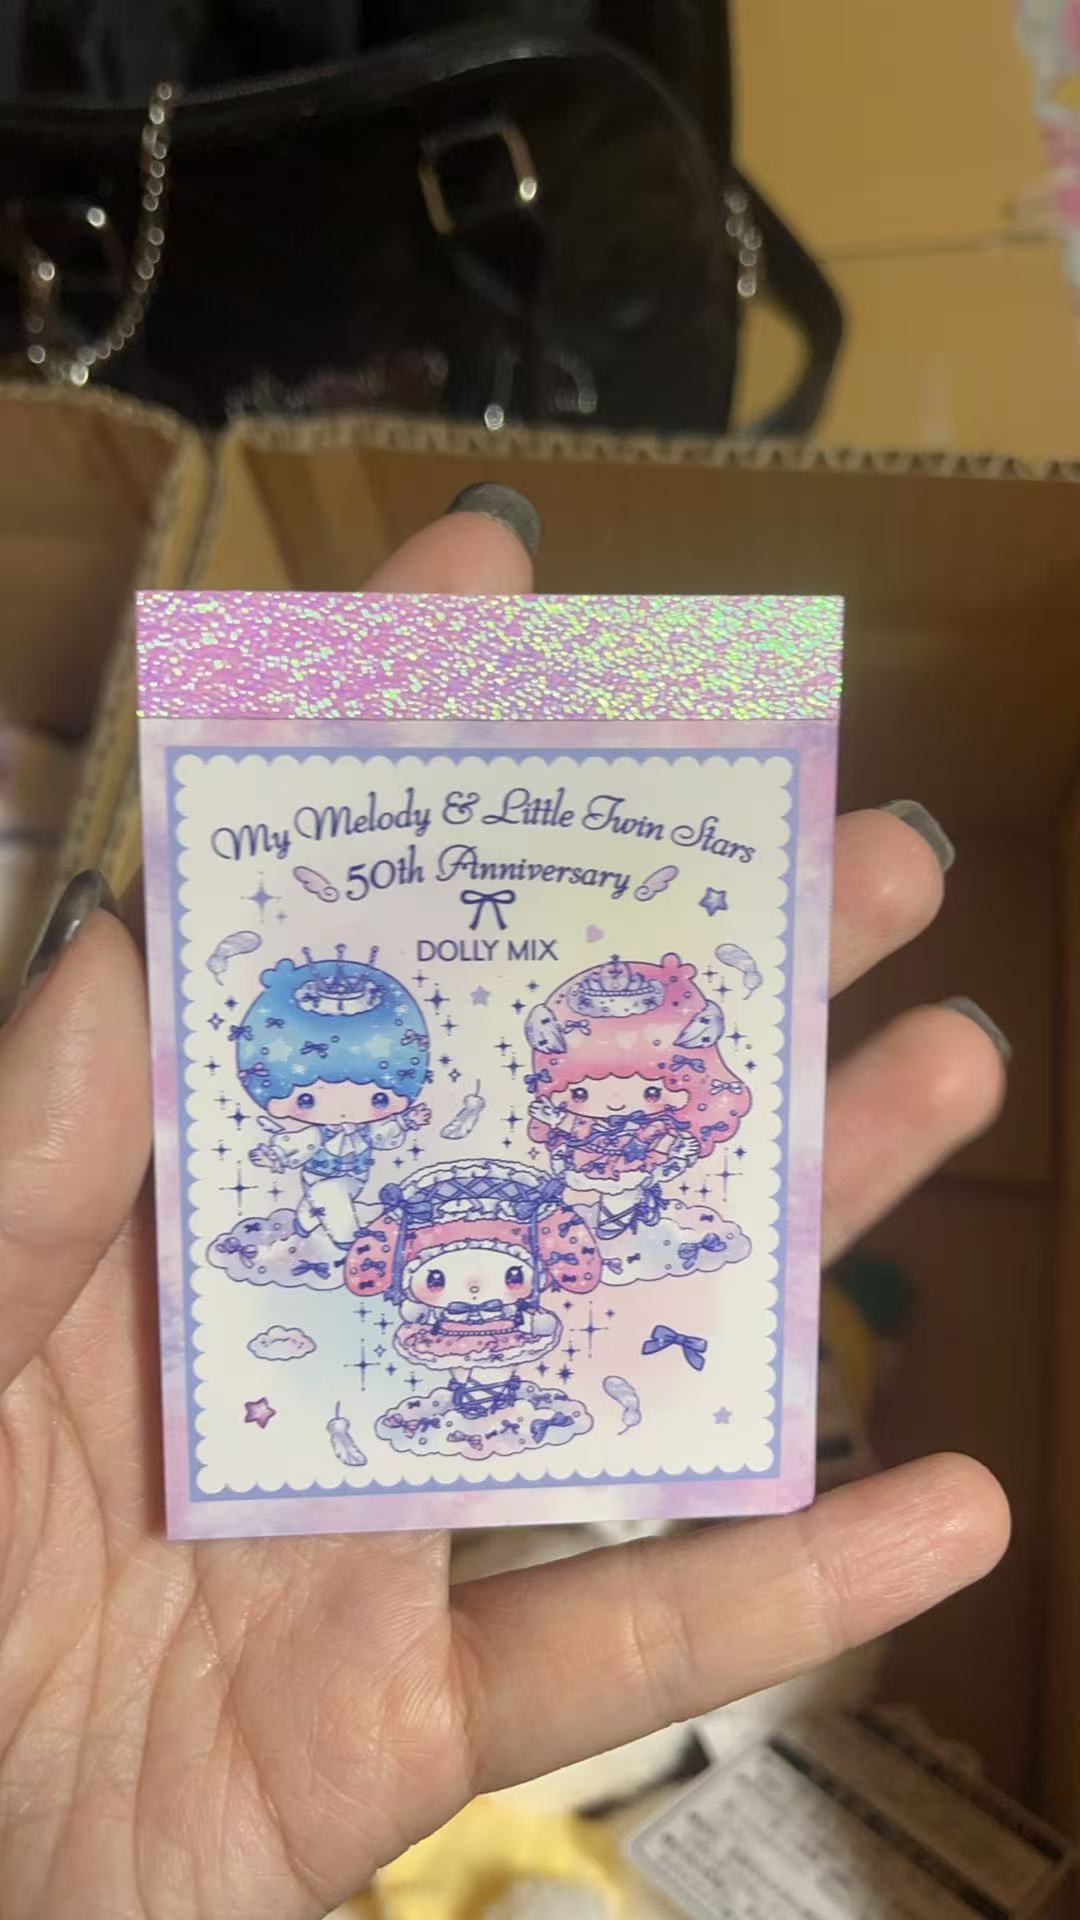 My Melody & Little Twin Stars
50th Anniversary
DOLLY MIX